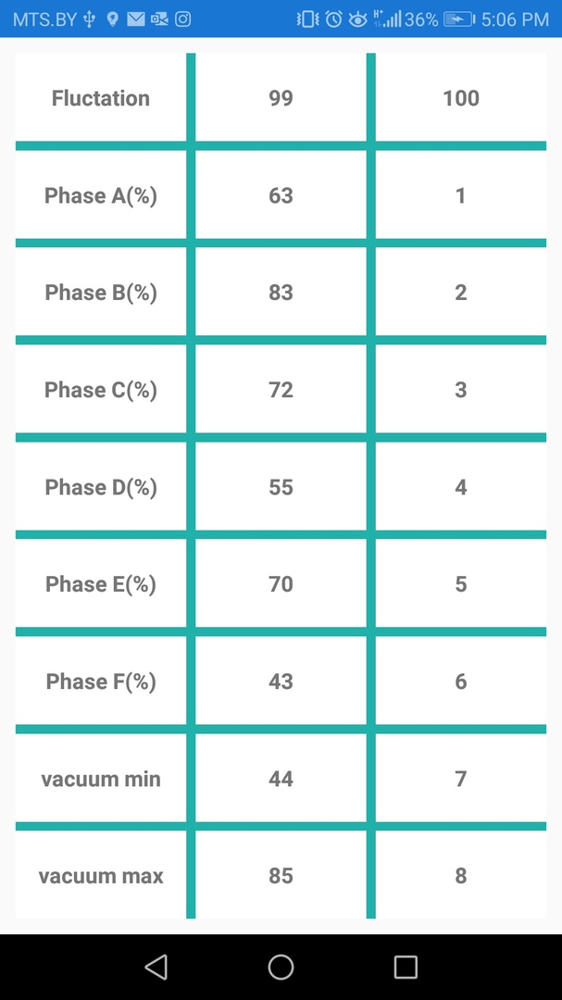 MTS.BY H+ 36% 5:06 PM
Fluctation 99 100
Phase A(%) 63 1
Phase B(%) 83 2
Phase C(%) 72 3
Phase D(%) 55 4
Phase E(%) 70 5
Phase F(%) 43 6
vacuum min 44 7
vacuum max 85 8